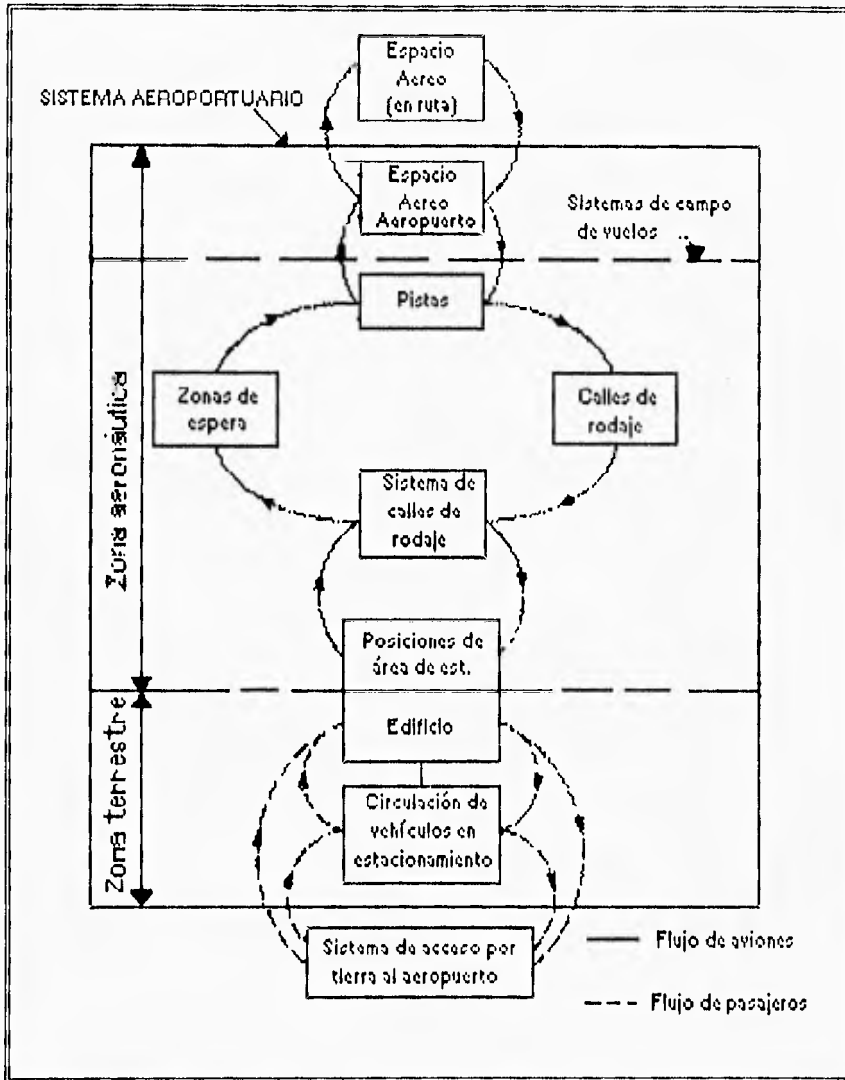 Espacio
Aereo
(en ruta)
SISTEMA AEROPORTUARIO
Espacio
Aereo
Aeropuerto
Sistemas de campo
de vuelos
Pistas
Zonas de
espera
Calles de
rodaje
Sistema de
calles de
rodaje
Zona aeronáutica
Posiciones de
área de est.
Edificio
Zona terrestre
Circulación de
vehículos en
estacionamiento
Sistema de acceso por
tierra al aeropuerto
Flujo de aviones
Flujo de pasajeros